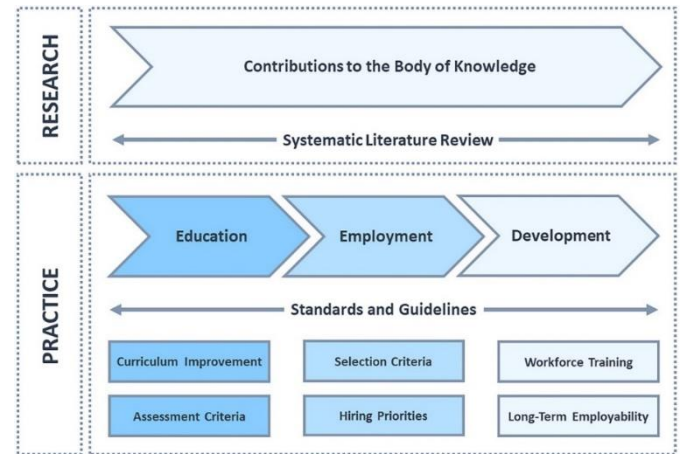 RESEARCH
Contributions to the Body of Knowledge
Systematic Literature Review
PRACTICE
Education
Employment
Development
Standards and Guidelines
Curriculum Improvement
Selection Criteria
Workforce Training
Assessment Criteria
Hiring Priorities
Long-Term Employability